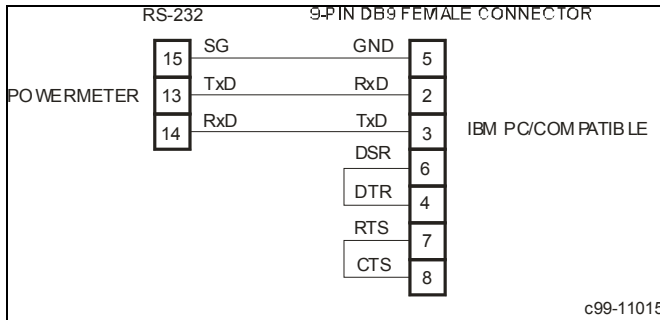 RS-232 9-PIN DB9 FEMALE CONNECTOR
15 SG GND 5
POWERMETER 13 TxD RxD 2
14 RxD TxD 3 IBM PC/COMPATIBLE
DSR 6
DTR 4
RTS 7
CTS 8
c99-11015